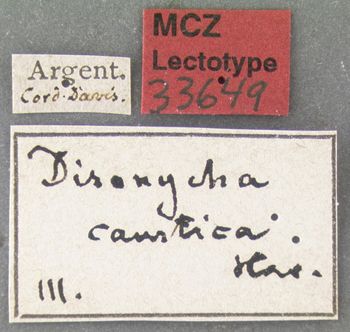 Argent.
Cord. Davis.
MCZ
Lectotype
33649
Disonycha
caustica.
Har.
III.